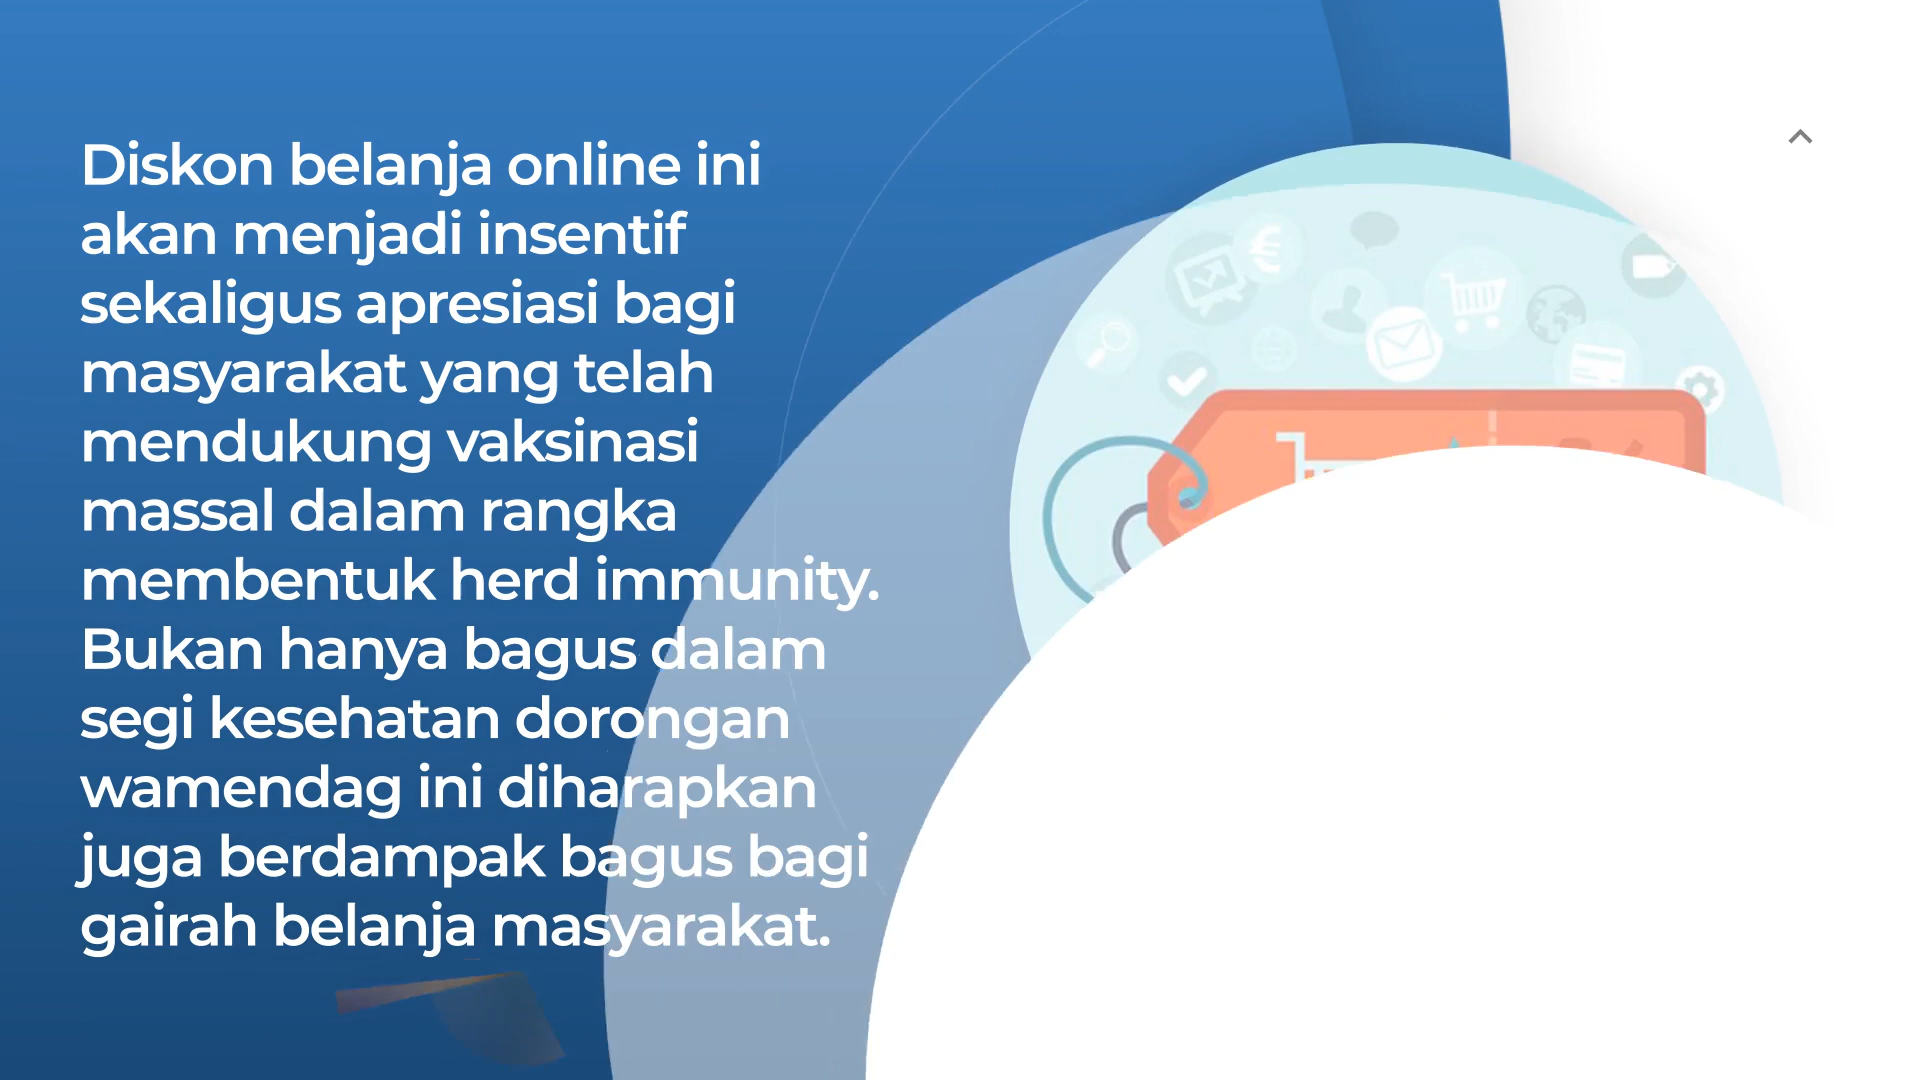 Diskon belanja online ini
akan menjadi insentif
sekaligus apresiasi bagi
masyarakat yang telah
mendukung vaksinasi
massal dalam rangka
membentuk herd immunity.
Bukan hanya bagus dalam
segi kesehatan dorongan
wamendag ini diharapkan
juga berdampak bagus bagi
gairah belanja masyarakat.